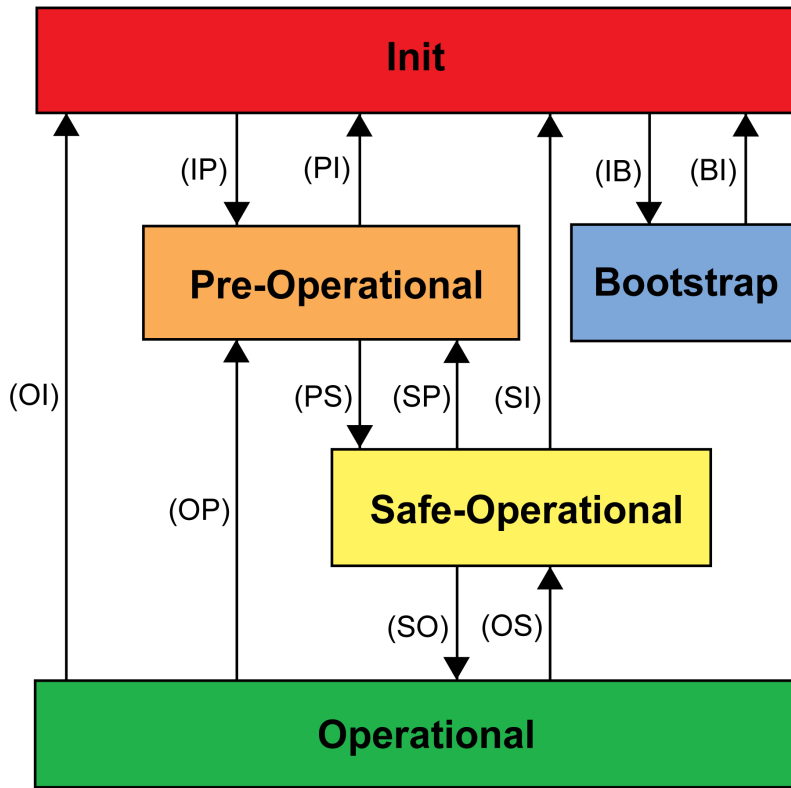 Init
(IP)
(PI)
(IB)
(BI)
Pre-Operational
Bootstrap
(OI)
(PS)
(SP)
(SI)
(OP)
Safe-Operational
(SO)
(OS)
Operational